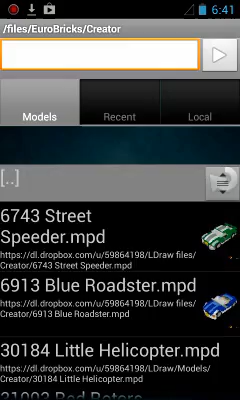 6:41
/files/EuroBricks/Creator
Models
Recent
Local
[..]
6743 Street
Speeder.mpd
https://dl.dropbox.com/u/59864198/LDraw files/
Creator/6743 Street Speeder.mpd
6913 Blue Roadster.mpd
https://dl.dropbox.com/u/59864198/LDraw files/
Creator/6913 Blue Roadster.mpd
30184 Little Helicopter.mpd
https://dl.dropbox.com/u/59864198/LDraw/Models/
Creator/30184 Little Helicopter.mpd